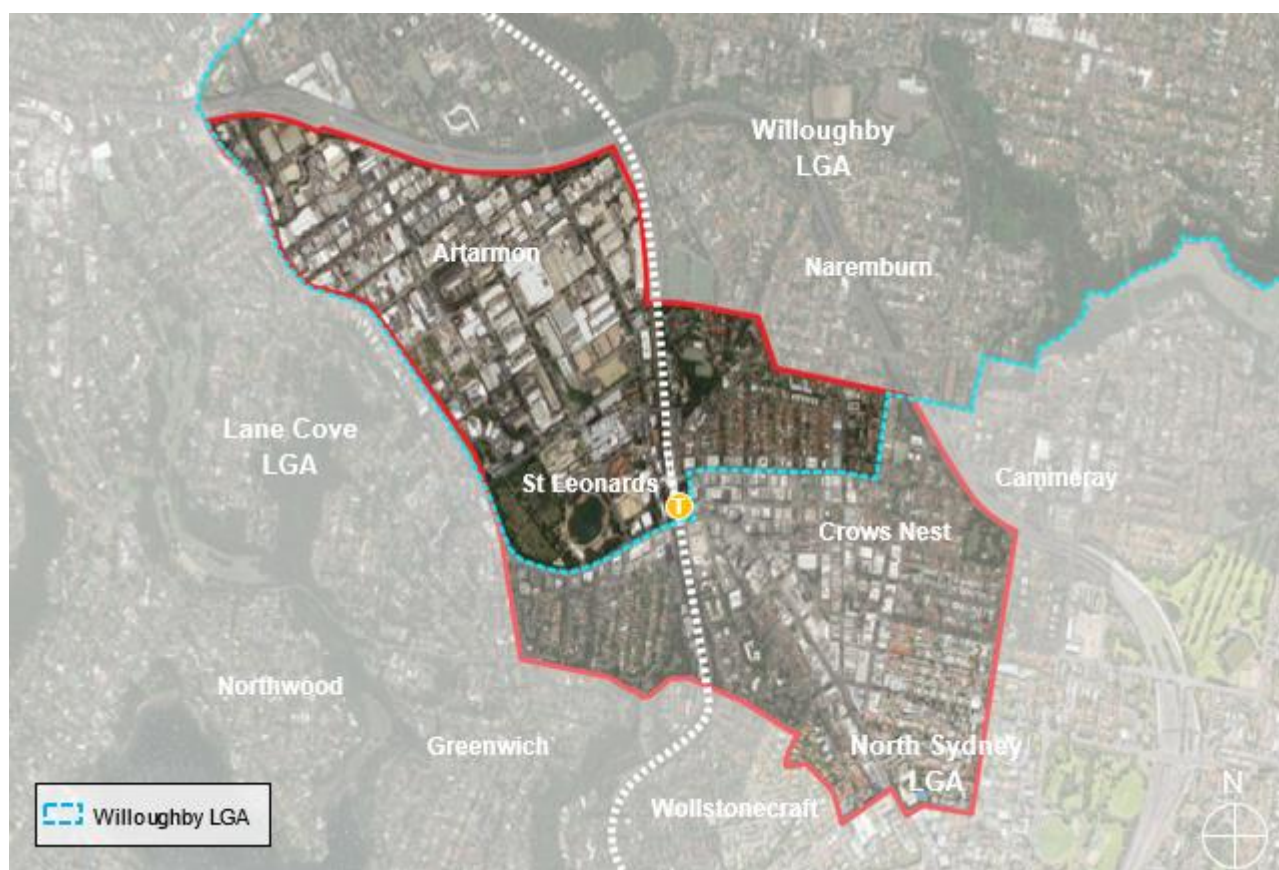 Willoughby
LGA
Artarmon
Naremburn
Lane Cove
LGA
St Leonards
T
Cammeray
Crows Nest
Northwood
Greenwich
North Sydney
LGA
Wollstonecraft
N
Willoughby LGA